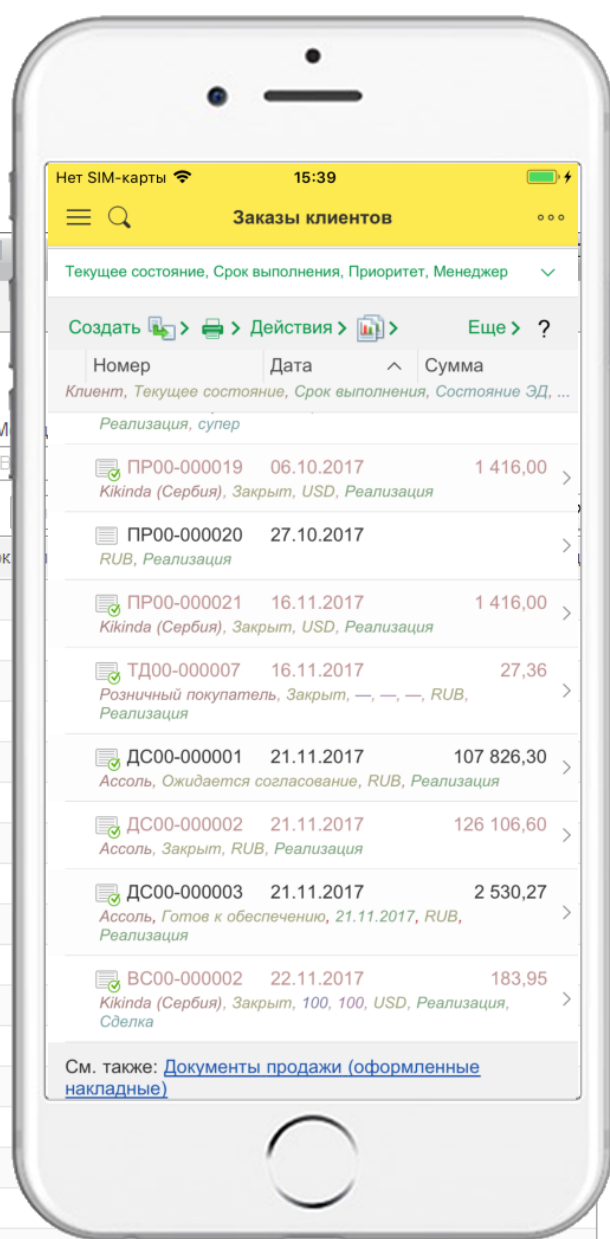 Нет SIM-карты 15:39
Заказы клиентов
Текущее состояние, Срок выполнения, Приоритет, Менеджер
Создать Действия Еще ?
Номер Дата Сумма
Клиент, Текущее состояние, Срок выполнения, Состояние ЭД, ...
Реализация, супер
ПР00-000019 06.10.2017 1 416,00
Kikinda (Сербия), Закрыт, USD, Реализация
ПР00-000020 27.10.2017
RUB, Реализация
ПР00-000021 16.11.2017 1 416,00
Kikinda (Сербия), Закрыт, USD, Реализация
ТД00-000007 16.11.2017 27,36
Розничный покупатель, Закрыт, —, —, —, RUB,
Реализация
ДС00-000001 21.11.2017 107 826,30
Ассоль, Ожидается согласование, RUB, Реализация
ДС00-000002 21.11.2017 126 106,60
Ассоль, Закрыт, RUB, Реализация
ДС00-000003 21.11.2017 2 530,27
Ассоль, Готов к обеспечению, 21.11.2017, RUB,
Реализация
ВС00-000002 22.11.2017 183,95
Kikinda (Сербия), Закрыт, 100, 100, USD, Реализация,
Сделка
См. также: Документы продажи (оформленные
накладные)